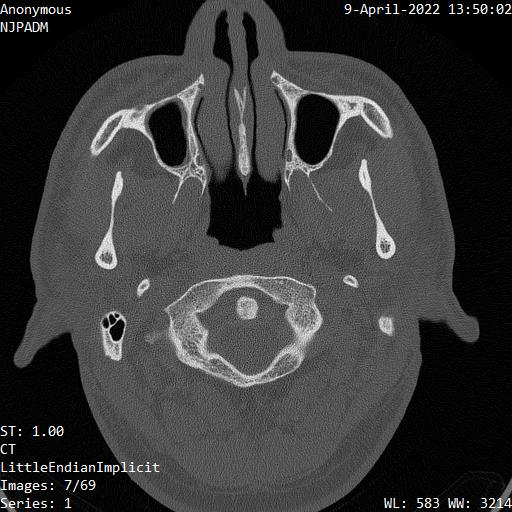 Anonymous
9-April-2022 13:50:02
NJPADM
ST: 1.00
CT
LittleEndianImplicit
Images: 7/69
Series: 1
WL: 583 WW: 3214